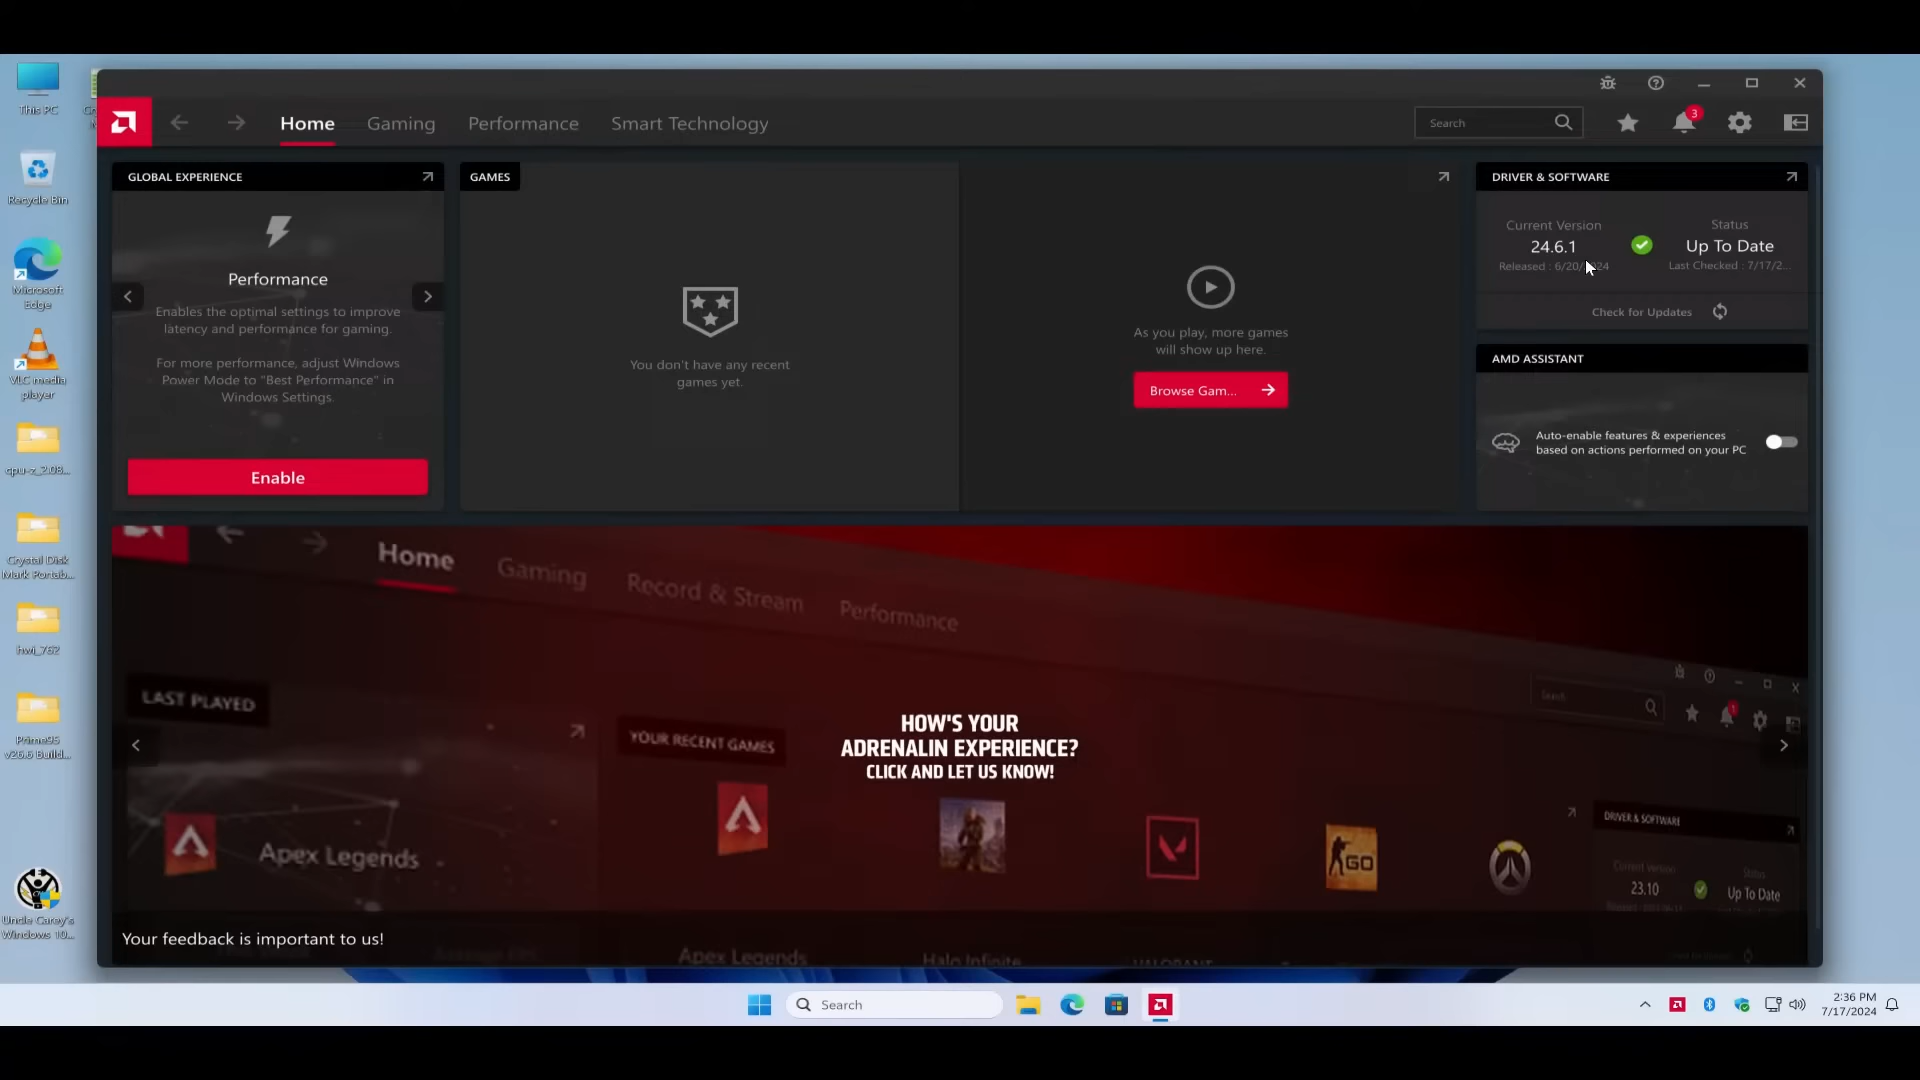 This PC
Recycle Bin
Microsoft
Edge
VLC media
player
cpu-z_2.08...
Crystal Disk
Mark Portab...
hwi_762
Prime95
v26.6 Build...
Uncle Carey's
Windows 10...
Home
Gaming
Performance
Smart Technology
Search
3
GLOBAL EXPERIENCE
Performance
Enables the optimal settings to improve
latency and performance for gaming.
For more performance, adjust Windows
Power Mode to "Best Performance" in
Windows Settings.
Enable
GAMES
You don't have any recent
games yet.
As you play, more games
will show up here.
Browse Gam...
DRIVER & SOFTWARE
Current Version
24.6.1
Released : 6/20/2024
Status
Up To Date
Last Checked : 7/17/2...
Check for Updates
AMD ASSISTANT
Auto-enable features & experiences
based on actions performed on your PC
Home
Gaming
Record & Stream
Performance
Search
1
LAST PLAYED
YOUR RECENT GAMES
HOW'S YOUR
ADRENALIN EXPERIENCE?
CLICK AND LET US KNOW!
Apex Legends
GO
DRIVER & SOFTWARE
Current Version
23.10
Status
Up To Date
Your feedback is important to us!
Apex Legends
Halo Infinite
VALORANT
Search
2:36 PM
7/17/2024